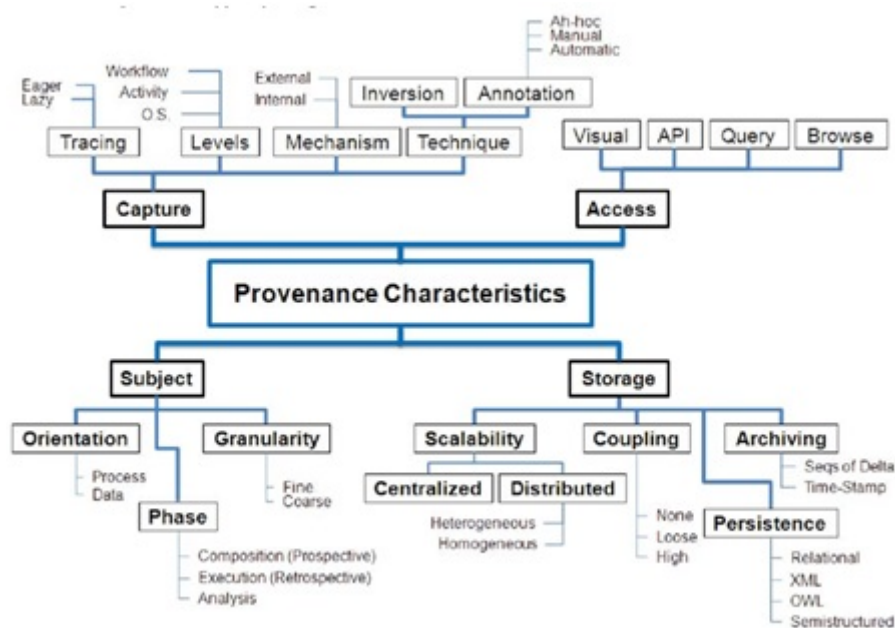 Ah-hoc
Manual
Automatic
Workflow
Activity
O.S.
External
Internal
Eager
Lazy
Inversion
Annotation
Tracing
Levels
Mechanism
Technique
Visual
API
Query
Browse
Capture
Access
Provenance Characteristics
Subject
Storage
Orientation
Granularity
Scalability
Coupling
Archiving
Process
Data
Fine
Coarse
Centralized
Distributed
Seqs of Delta
Time-Stamp
Phase
Heterogeneous
Homogeneous
None
Loose
High
Persistence
Composition (Prospective)
Execution (Retrospective)
Analysis
Relational
XML
OWL
Semistructured